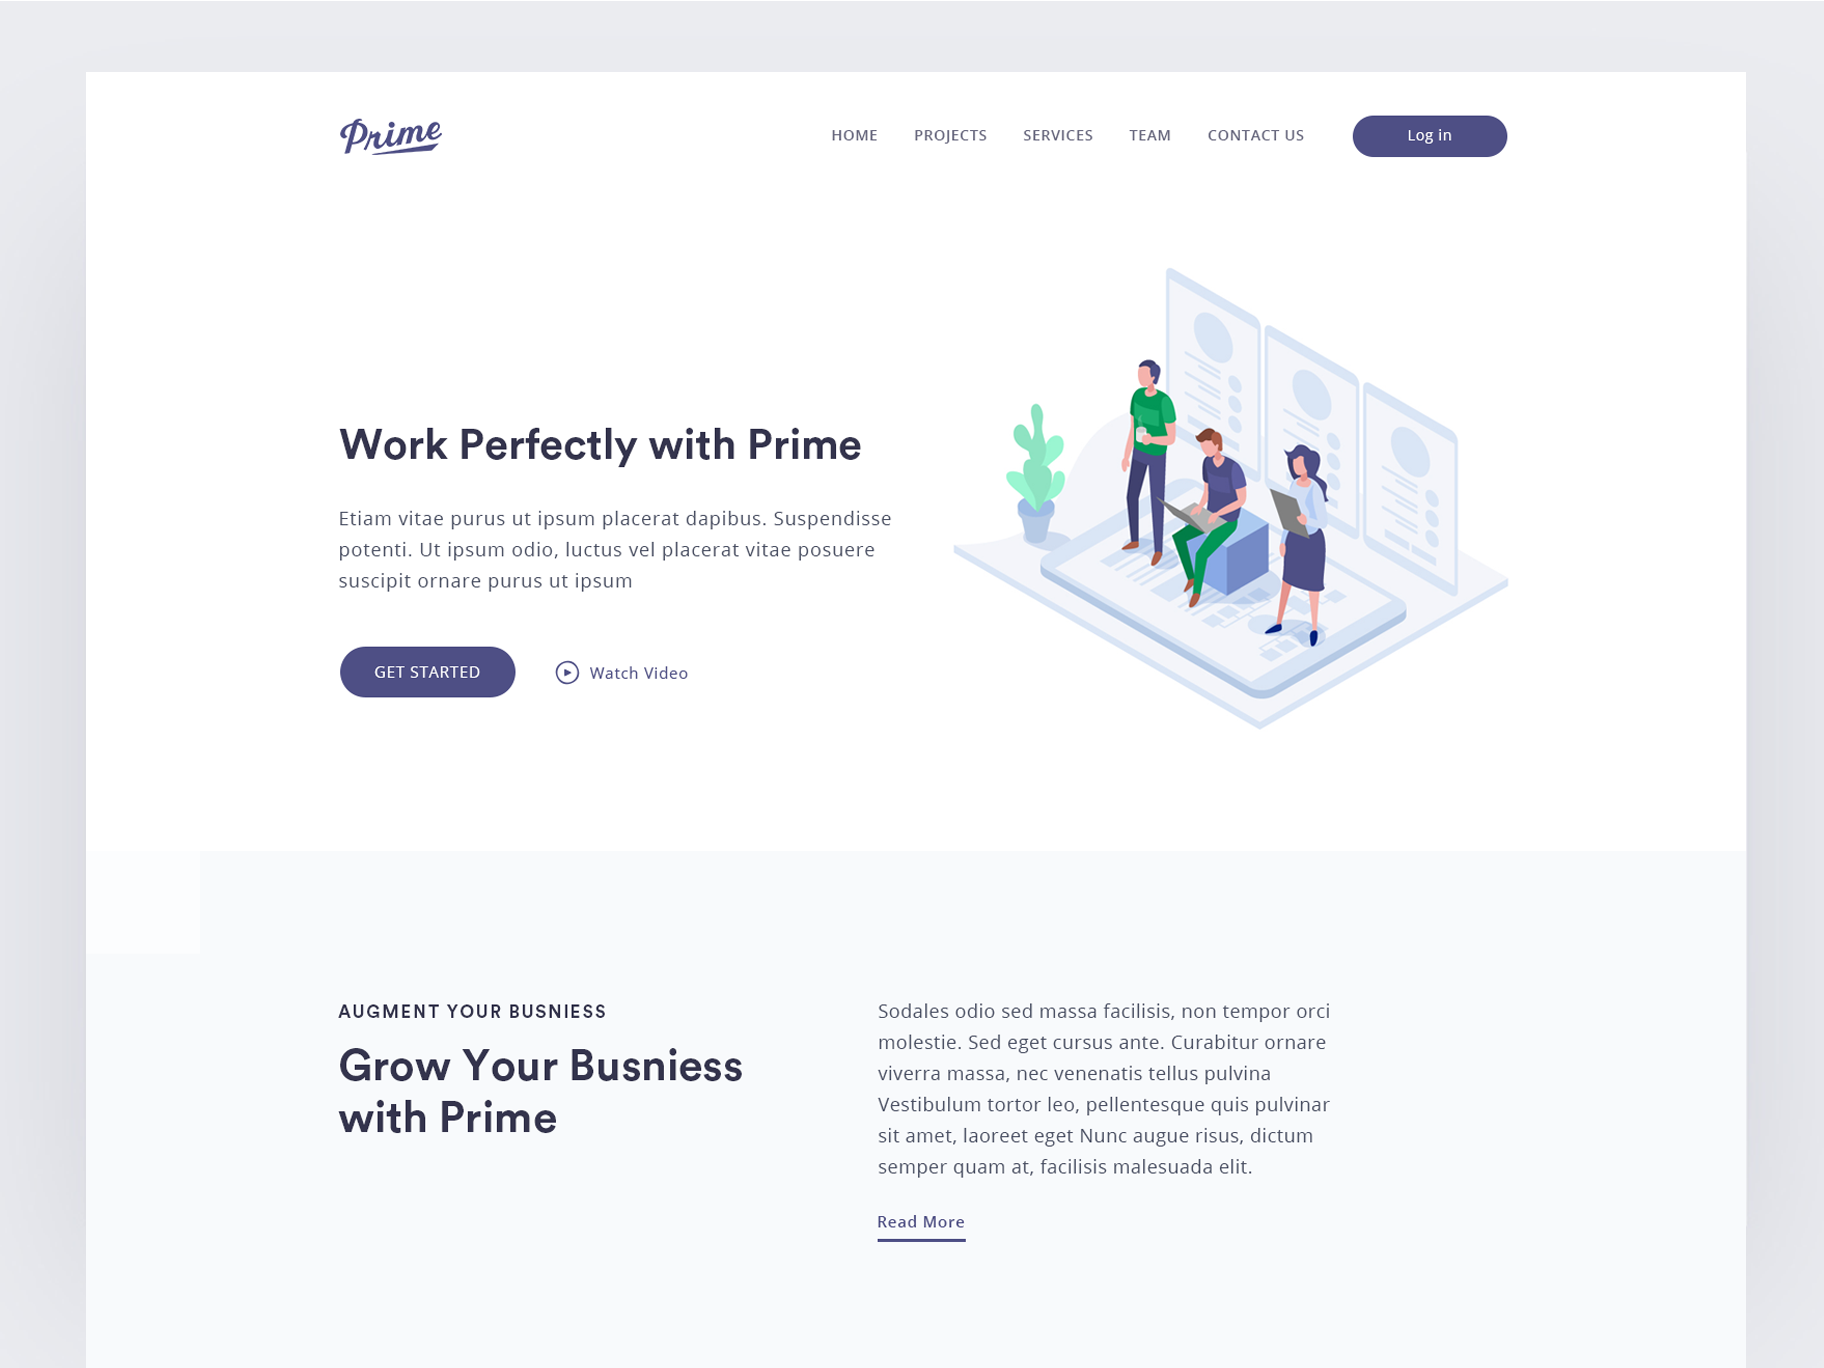 Prime
HOME PROJECTS SERVICES TEAM CONTACT US Log in
Work Perfectly with Prime
Etiam vitae purus ut ipsum placerat dapibus. Suspendisse
potenti. Ut ipsum odio, luctus vel placerat vitae posuere
suscipit ornare purus ut ipsum
GET STARTED Watch Video
AUGMENT YOUR BUSNIESS
Grow Your Busniess
with Prime
Sodales odio sed massa facilisis, non tempor orci
molestie. Sed eget cursus ante. Curabitur ornare
viverra massa, nec venenatis tellus pulvina
Vestibulum tortor leo, pellentesque quis pulvinar
sit amet, laoreet eget Nunc augue risus, dictum
semper quam at, facilisis malesuada elit.
Read More